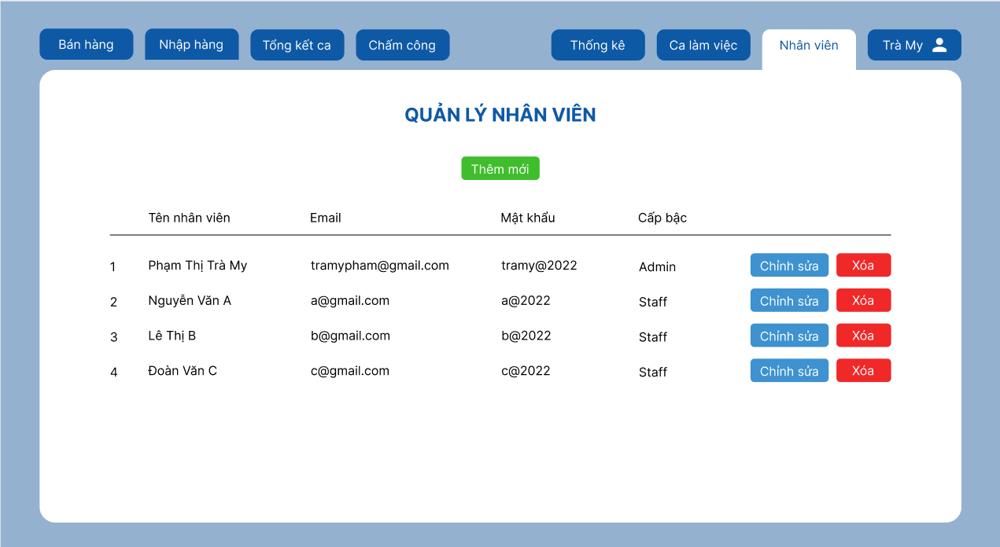 Bán hàng Nhập hàng Tổng kết ca Chấm công Thống kê Ca làm việc Nhân viên Trà My
QUẢN LÝ NHÂN VIÊN
Thêm mới
Tên nhân viên Email Mật khẩu Cấp bậc
1 Phạm Thị Trà My tramypham@gmail.com tramy@2022 Admin Chỉnh sửa Xóa
2 Nguyễn Văn A a@gmail.com a@2022 Staff Chỉnh sửa Xóa
3 Lê Thị B b@gmail.com b@2022 Staff Chỉnh sửa Xóa
4 Đoàn Văn C c@gmail.com c@2022 Staff Chỉnh sửa Xóa